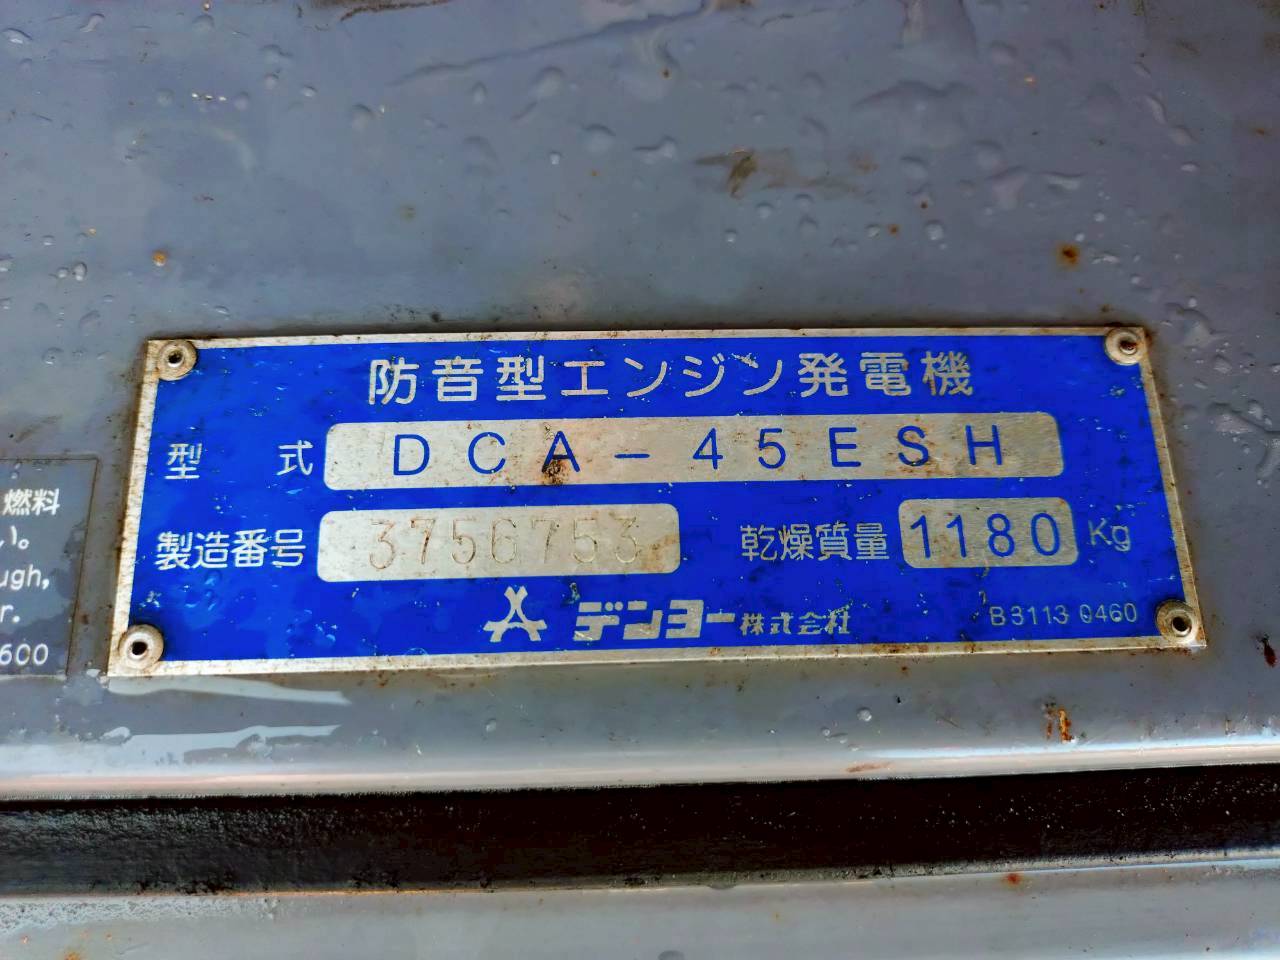 防音型エンジン発電機
型式 DCA-45ESH
製造番号 3756753 乾燥質量 1180 Kg
デンヨー株式会社 B3113 0460
燃料
い)。
ugh,
r.
600